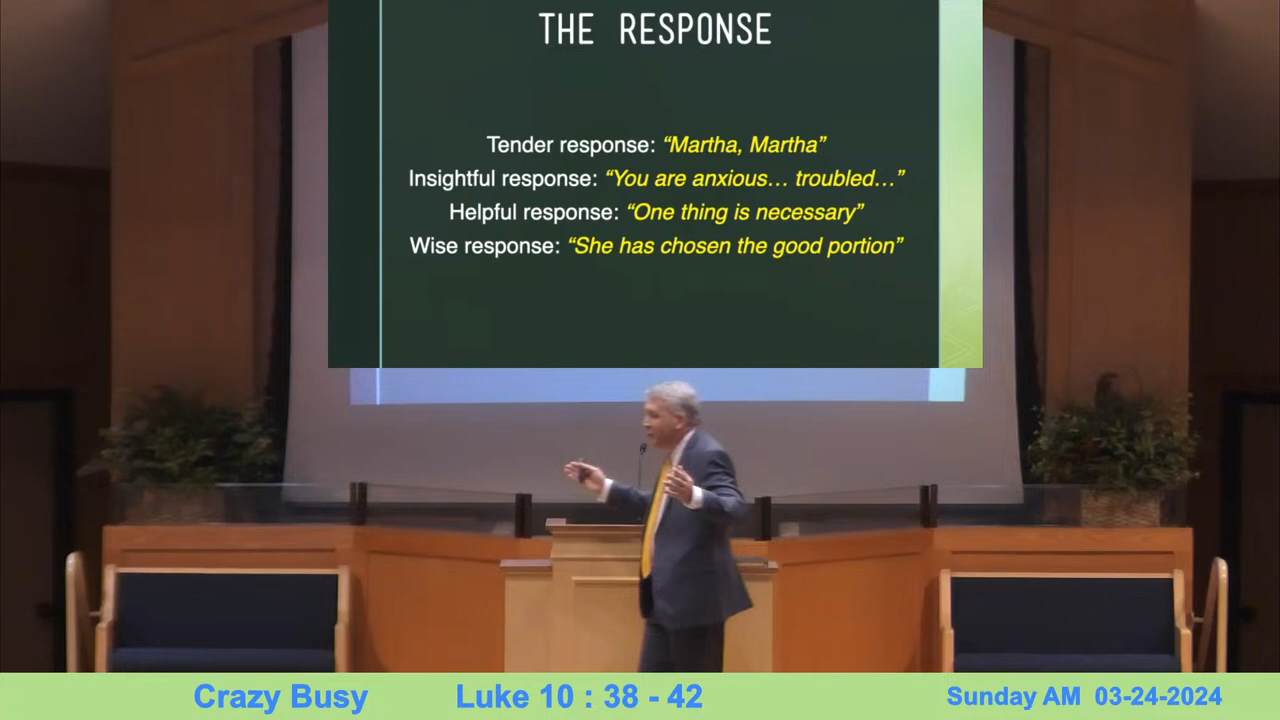 THE RESPONSE
Tender response: “Martha, Martha”
Insightful response: “You are anxious... troubled...”
Helpful response: “One thing is necessary”
Wise response: “She has chosen the good portion”
Crazy Busy Luke 10 : 38 - 42 Sunday AM 03-24-2024